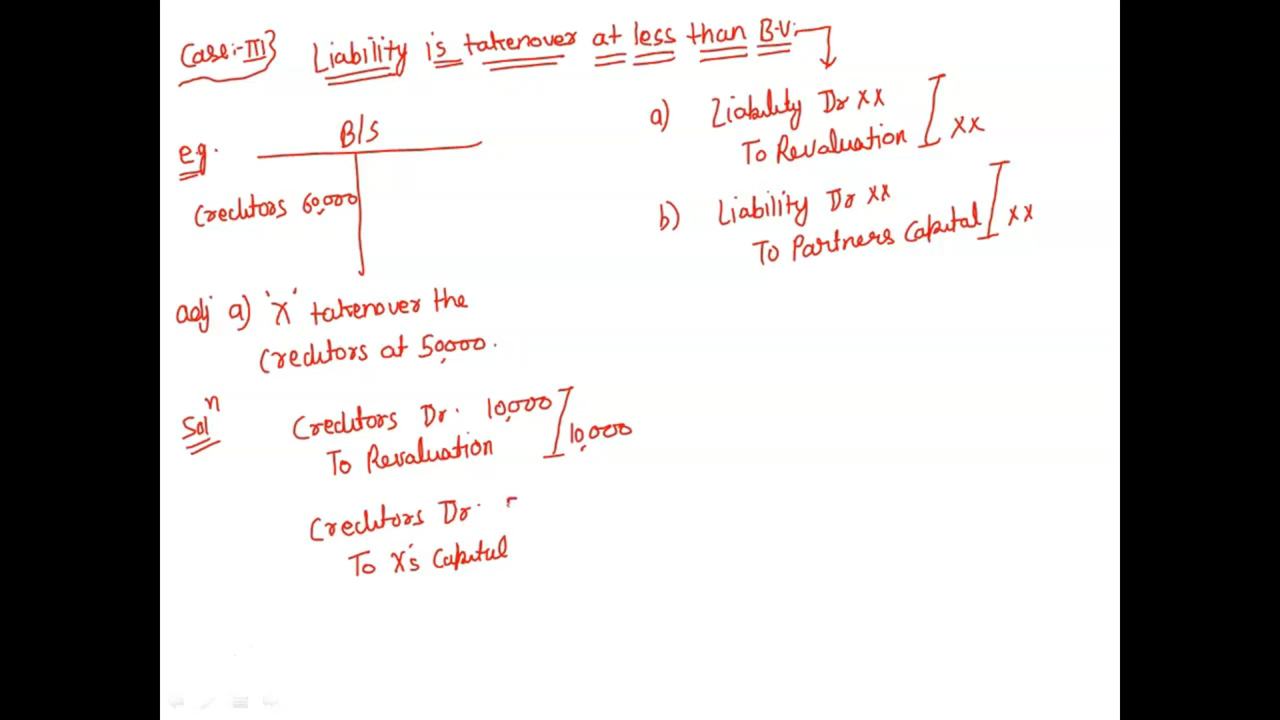 Case:-III} Liability is takenover at less than B.V.
e.g. B/S
Creditors 60,000
a) Liability Dr xx
To Revaluation xx
b) Liability Dr xx
To Partners Capital xx
adj a) 'X' takenover the
Creditors at 50,000.
Solⁿ Creditors Dr. 10,000
To Revaluation 10,000
Creditors Dr.
To X's Capital